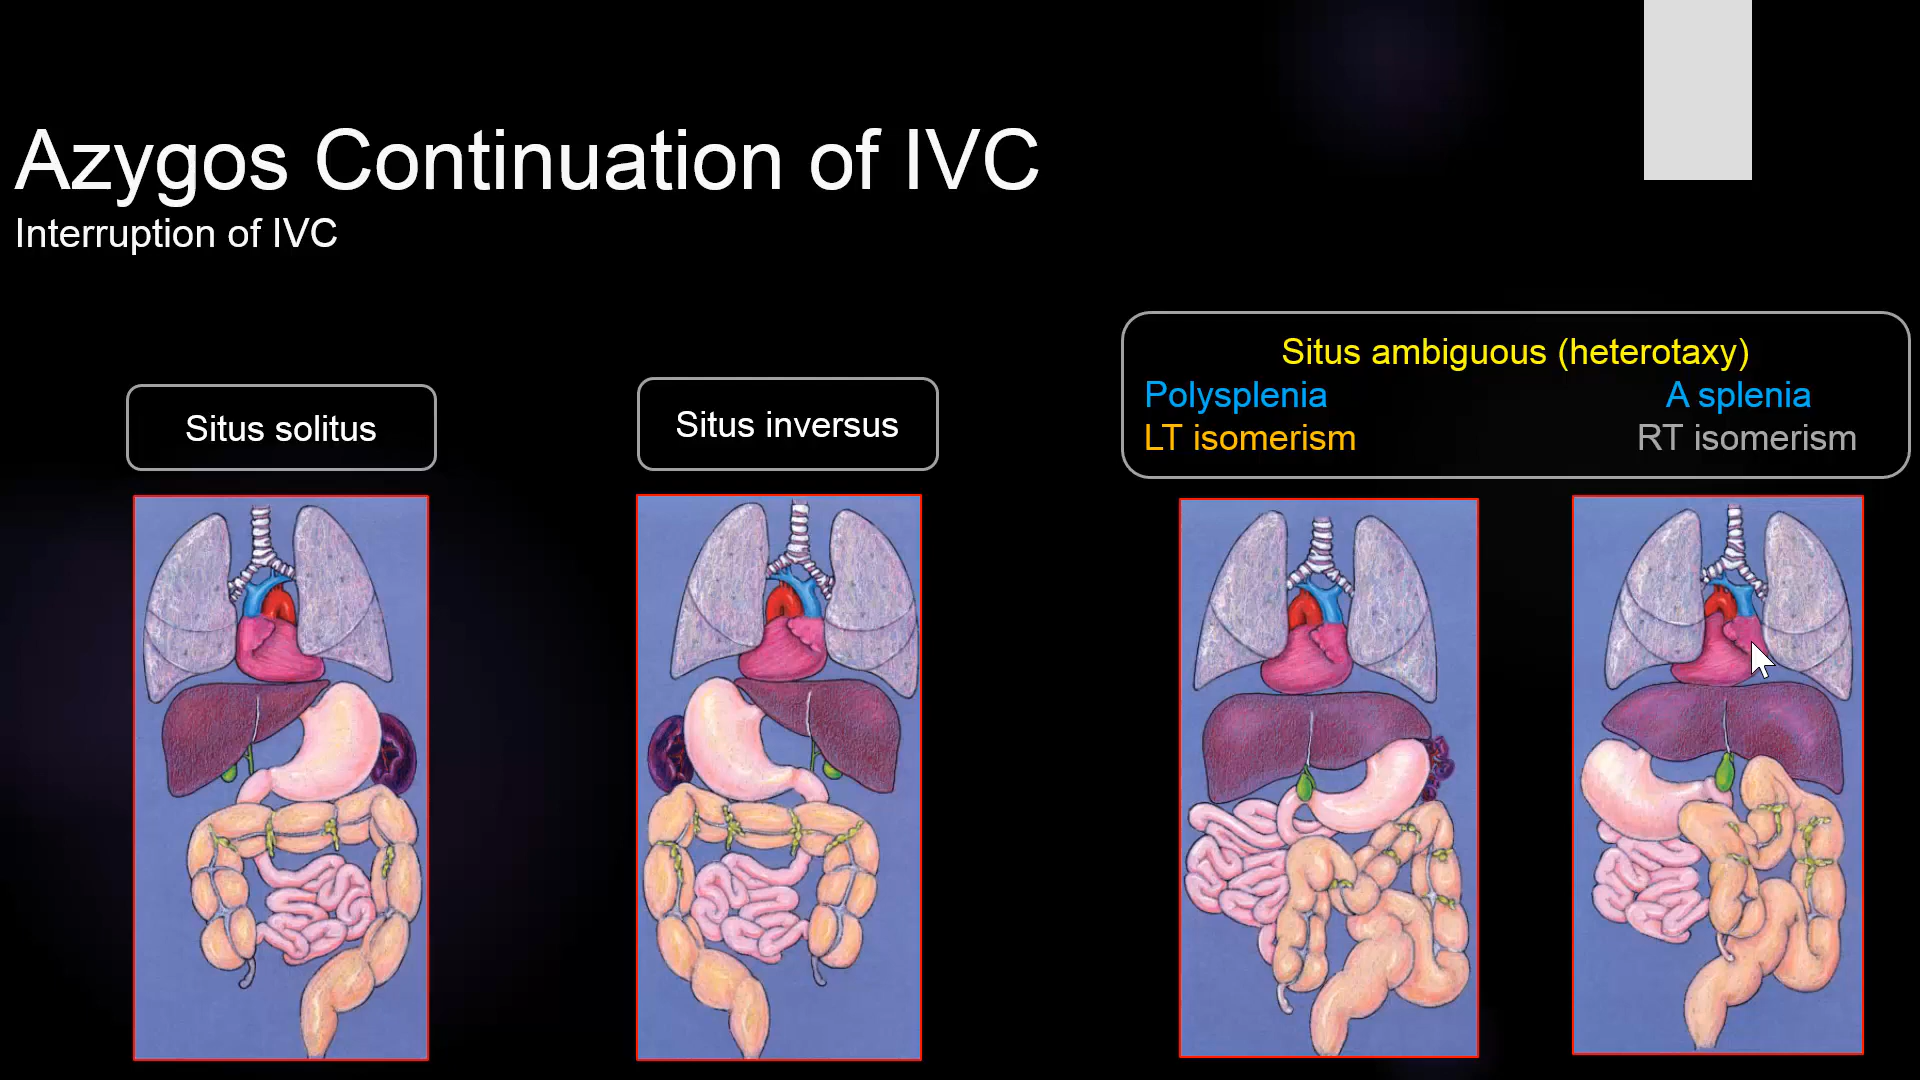 Azygos Continuation of IVC
Interruption of IVC
Situs solitus
Situs inversus
Situs ambiguous (heterotaxy)
Polysplenia A splenia
LT isomerism RT isomerism